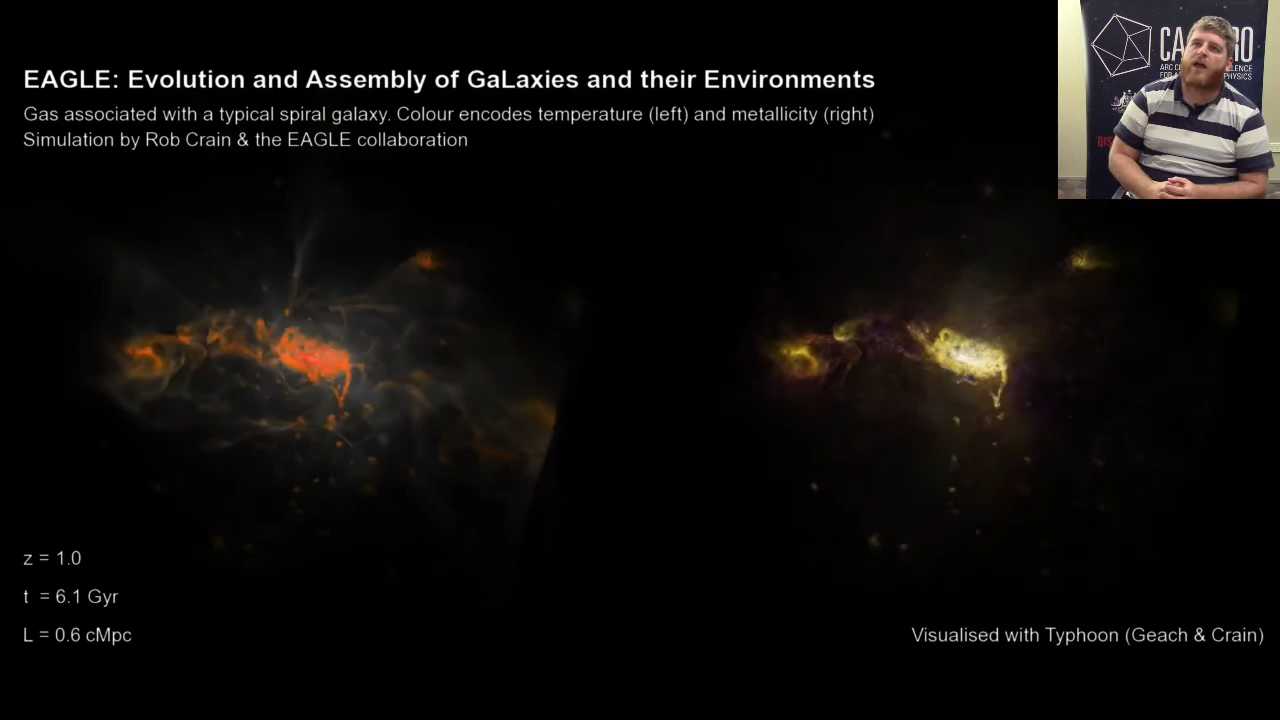 EAGLE: Evolution and Assembly of GaLaxies and their Environments
Gas associated with a typical spiral galaxy. Colour encodes temperature (left) and metallicity (right)
Simulation by Rob Crain & the EAGLE collaboration
z = 1.0
t = 6.1 Gyr
L = 0.6 cMpc
Visualised with Typhoon (Geach & Crain)